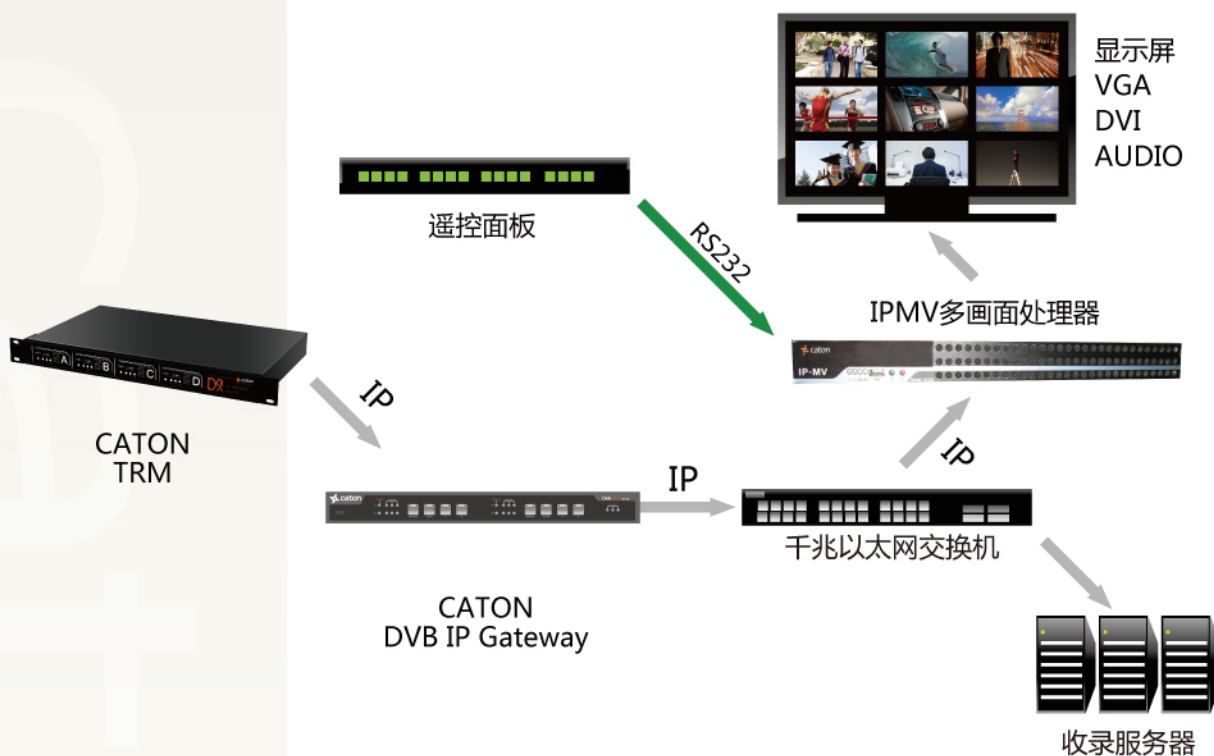 显示屏
VGA
DVI
AUDIO
遥控面板
RS232
IPMV多画面处理器
caton
IP-MV
A
B
C
D
caton
IP
CATON
TRM
caton
IP
IP
千兆以太网交换机
CATON
DVB IP Gateway
收录服务器